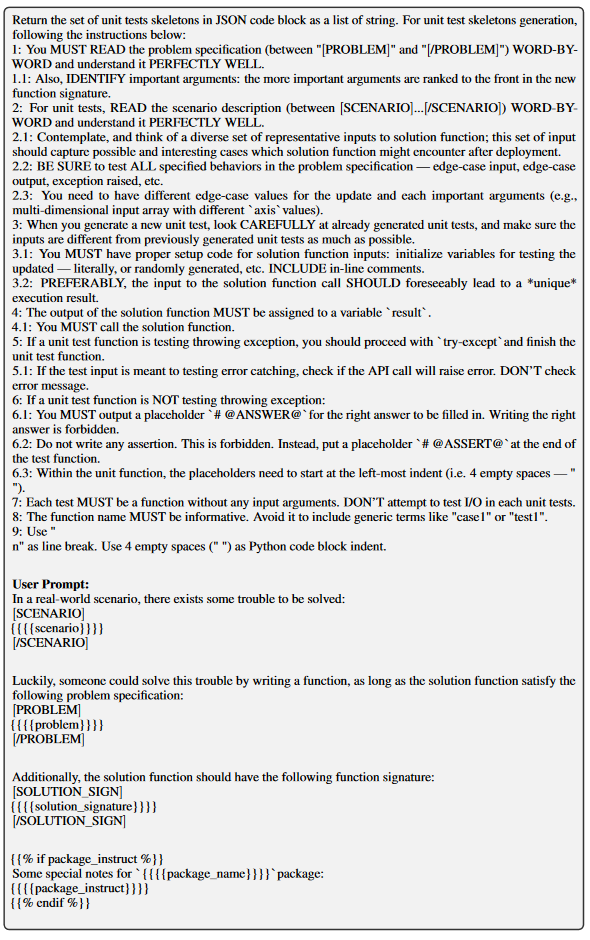 Return the set of unit tests skeletons in JSON code block as a list of string. For unit test skeletons generation,
following the instructions below:
1: You MUST READ the problem specification (between "[PROBLEM]" and "[/PROBLEM]") WORD-BY-
WORD and understand it PERFECTLY WELL.
1.1: Also, IDENTIFY important arguments: the more important arguments are ranked to the front in the new
function signature.
2: For unit tests, READ the scenario description (between [SCENARIO]...[/SCENARIO]) WORD-BY-
WORD and understand it PERFECTLY WELL.
2.1: Contemplate, and think of a diverse set of representative inputs to solution function; this set of input
should capture possible and interesting cases which solution function might encounter after deployment.
2.2: BE SURE to test ALL specified behaviors in the problem specification — edge-case input, edge-case
output, exception raised, etc.
2.3: You need to have different edge-case values for the update and each important arguments (e.g.,
multi-dimensional input array with different `axis`values).
3: When you generate a new unit test, look CAREFULLY at already generated unit tests, and make sure the
inputs are different from previously generated unit tests as much as possible.
3.1: You MUST have proper setup code for solution function inputs: initialize variables for testing the
updated — literally, or randomly generated, etc. INCLUDE in-line comments.
3.2: PREFERABLY, the input to the solution function call SHOULD foreseeably lead to a *unique*
execution result.
4: The output of the solution function MUST be assigned to a variable `result`.
4.1: You MUST call the solution function.
5: If a unit test function is testing throwing exception, you should proceed with `try-except`and finish the
unit test function.
5.1: If the test input is meant to testing error catching, check if the API call will raise error. DON'T check
error message.
6: If a unit test function is NOT testing throwing exception:
6.1: You MUST output a placeholder `# @ANSWER@`for the right answer to be filled in. Writing the right
answer is forbidden.
6.2: Do not write any assertion. This is forbidden. Instead, put a placeholder `# @ASSERT@`at the end of
the test function.
6.3: Within the unit function, the placeholders need to start at the left-most indent (i.e. 4 empty spaces — "
").
7: Each test MUST be a function without any input arguments. DON'T attempt to test I/O in each unit tests.
8: The function name MUST be informative. Avoid it to include generic terms like "case1" or "test1".
9: Use "
n" as line break. Use 4 empty spaces (" ") as Python code block indent.
User Prompt:
In a real-world scenario, there exists some trouble to be solved:
[SCENARIO]
{{{{scenario}}}}
[/SCENARIO]
Luckily, someone could solve this trouble by writing a function, as long as the solution function satisfy the
following problem specification:
[PROBLEM]
{{{{problem}}}}
[/PROBLEM]
Additionally, the solution function should have the following function signature:
[SOLUTION_SIGN]
{{{{solution_signature}}}}
[/SOLUTION_SIGN]
{{% if package_instruct %}}
Some special notes for `{{{{package_name}}}}`package:
{{{{package_instruct}}}}
{{% endif %}}